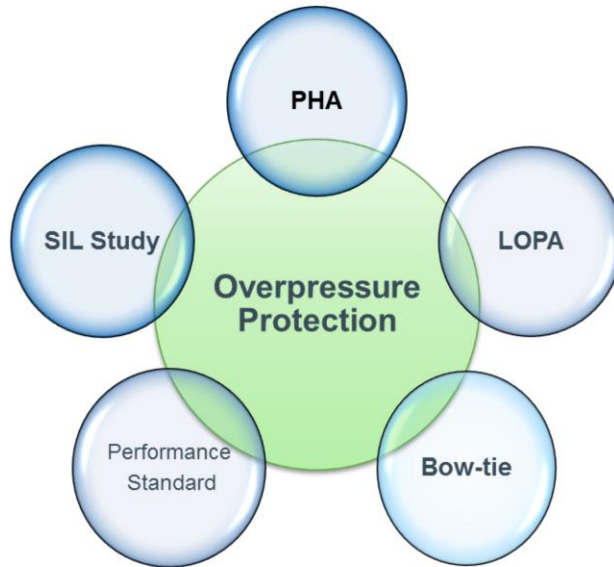 PHA
SIL Study
LOPA
Overpressure
Protection
Performance
Standard
Bow-tie